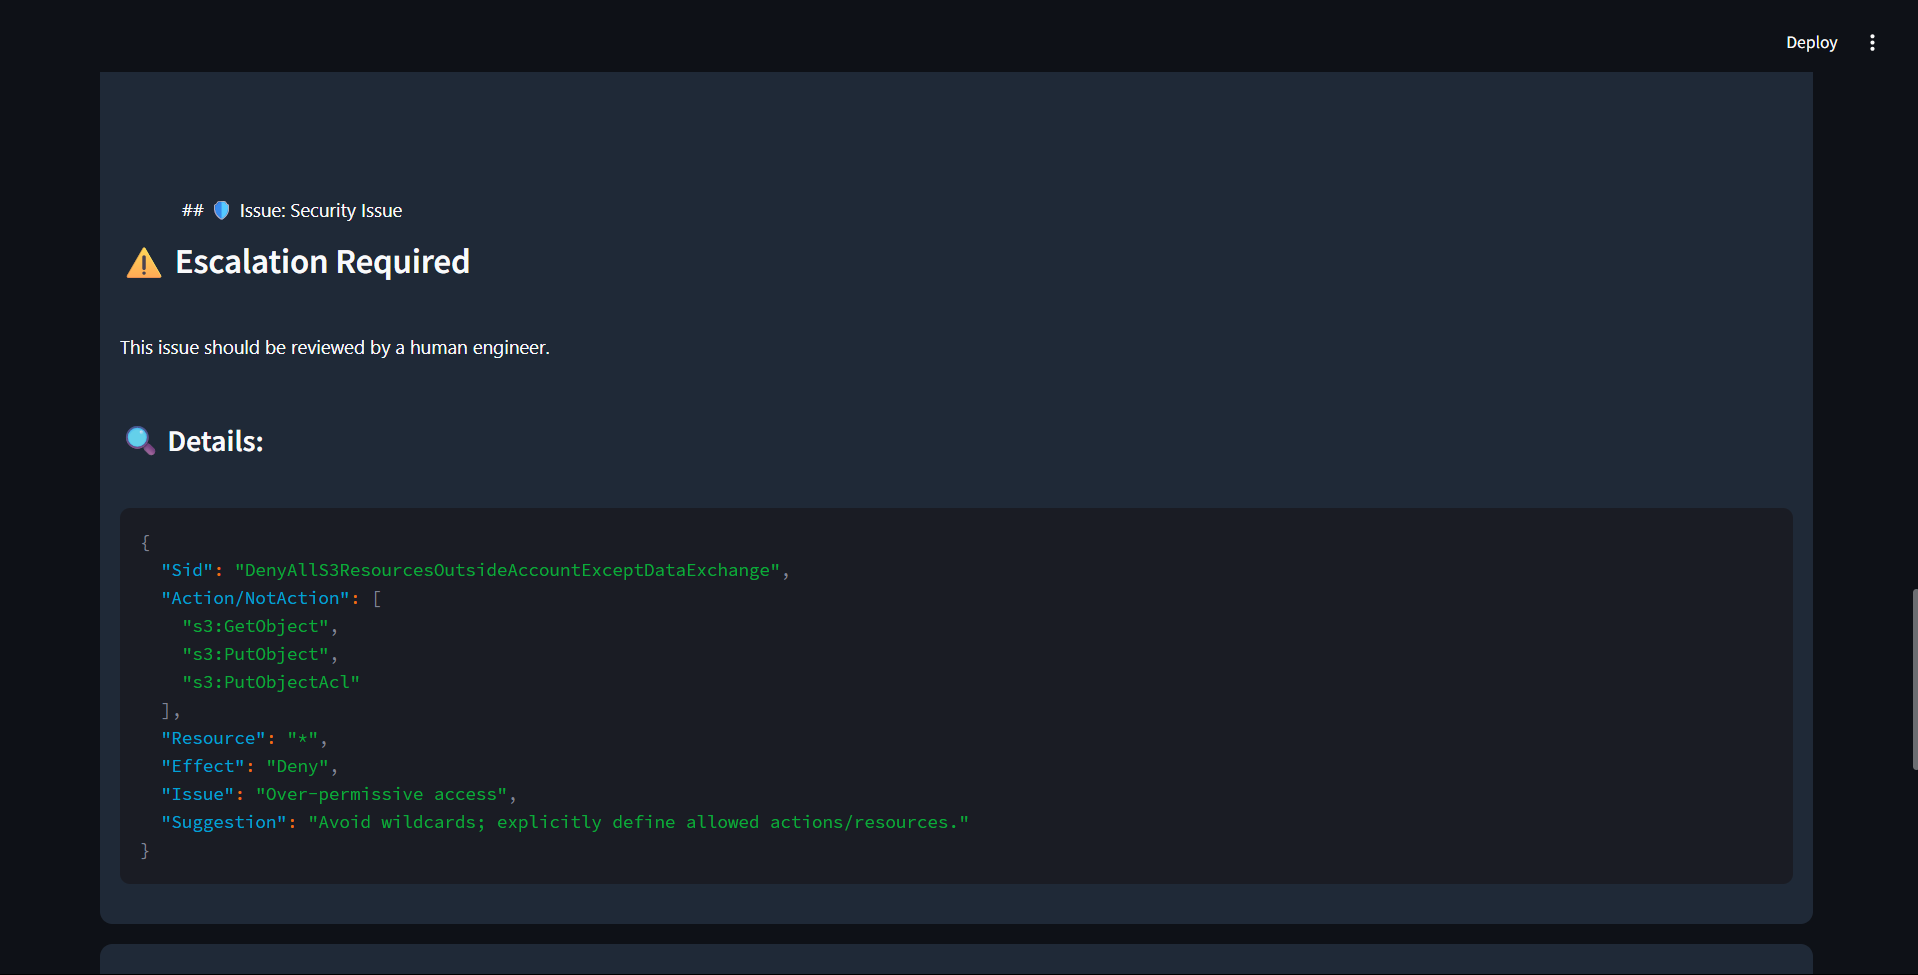 Deploy
## 🛡️ Issue: Security Issue
⚠️ Escalation Required
This issue should be reviewed by a human engineer.
🔍 Details:
{
  "Sid": "DenyAllS3ResourcesOutsideAccountExceptDataExchange",
  "Action/NotAction": [
    "s3:GetObject",
    "s3:PutObject",
    "s3:PutObjectAcl"
  ],
  "Resource": "*",
  "Effect": "Deny",
  "Issue": "Over-permissive access",
  "Suggestion": "Avoid wildcards; explicitly define allowed actions/resources."
}